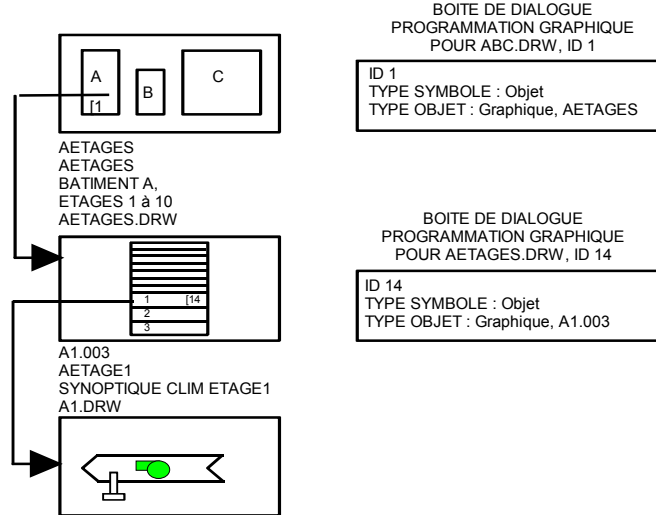 BOITE DE DIALOGUE
PROGRAMMATION GRAPHIQUE
POUR ABC.DRW, ID 1
A
B
C
[1
ID 1
TYPE SYMBOLE : Objet
TYPE OBJET : Graphique, AETAGES
AETAGES
AETAGES
BATIMENT A,
ETAGES 1 à 10
AETAGES.DRW
BOITE DE DIALOGUE
PROGRAMMATION GRAPHIQUE
POUR AETAGES.DRW, ID 14
1 [14
2
3
ID 14
TYPE SYMBOLE : Objet
TYPE OBJET : Graphique, A1.003
A1.003
AETAGE1
SYNOPTIQUE CLIM ETAGE1
A1.DRW